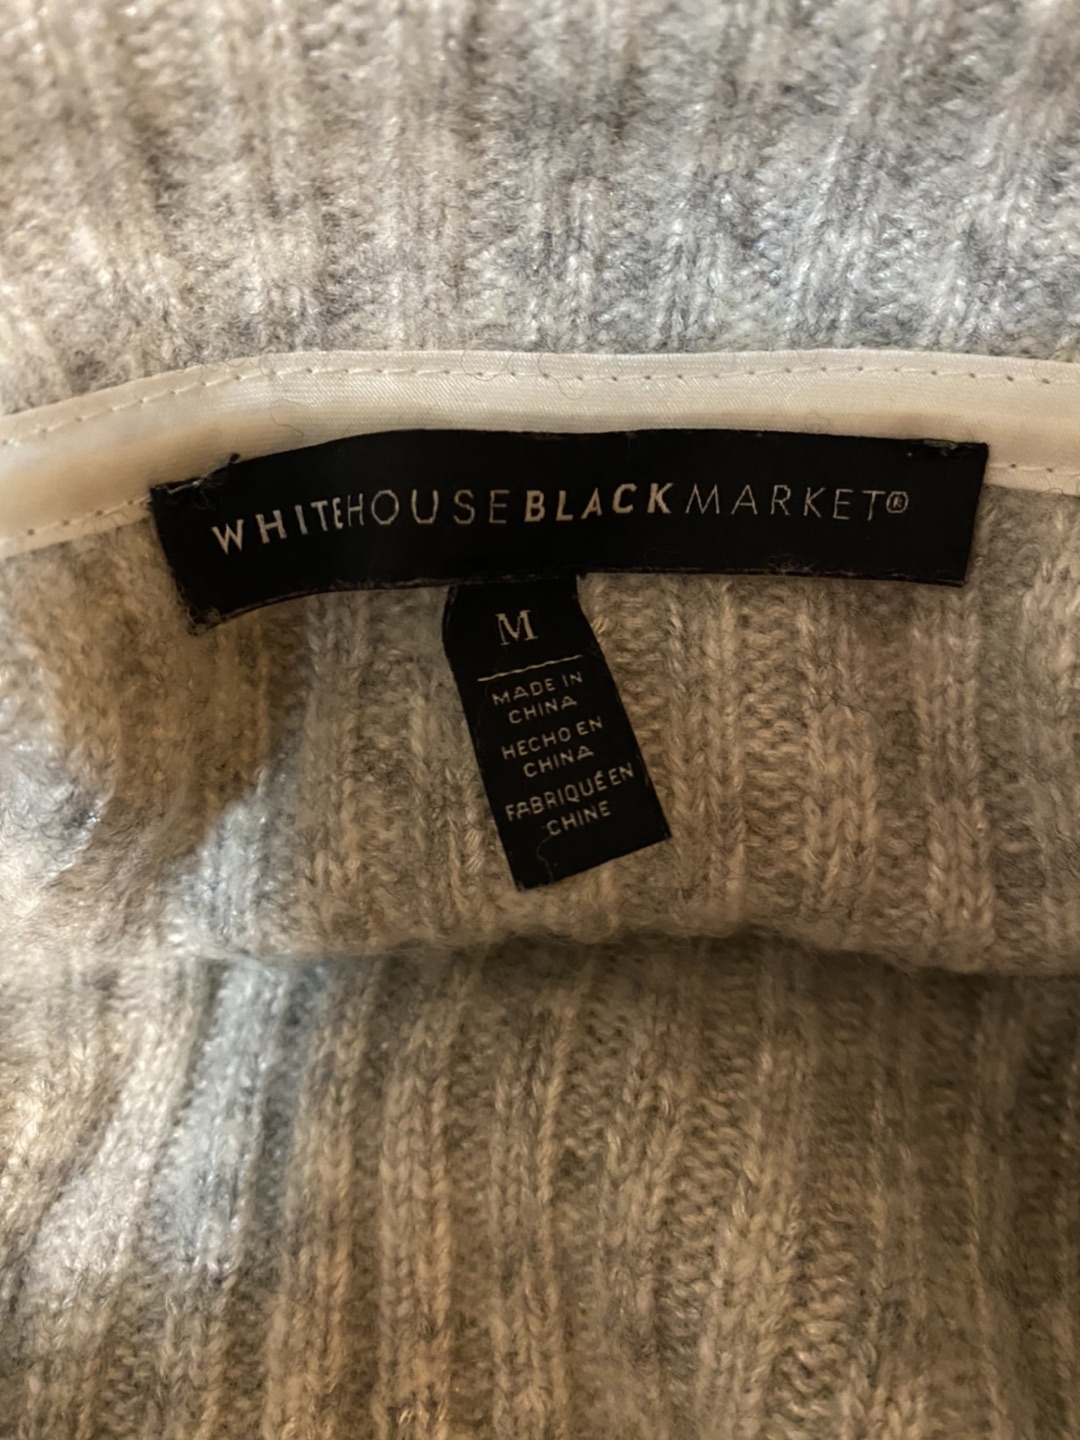 WHITEHOUSEBLACKMARKET®
M
MADE IN
CHINA
HECHO EN
CHINA
FABRIQUÉ EN
CHINE